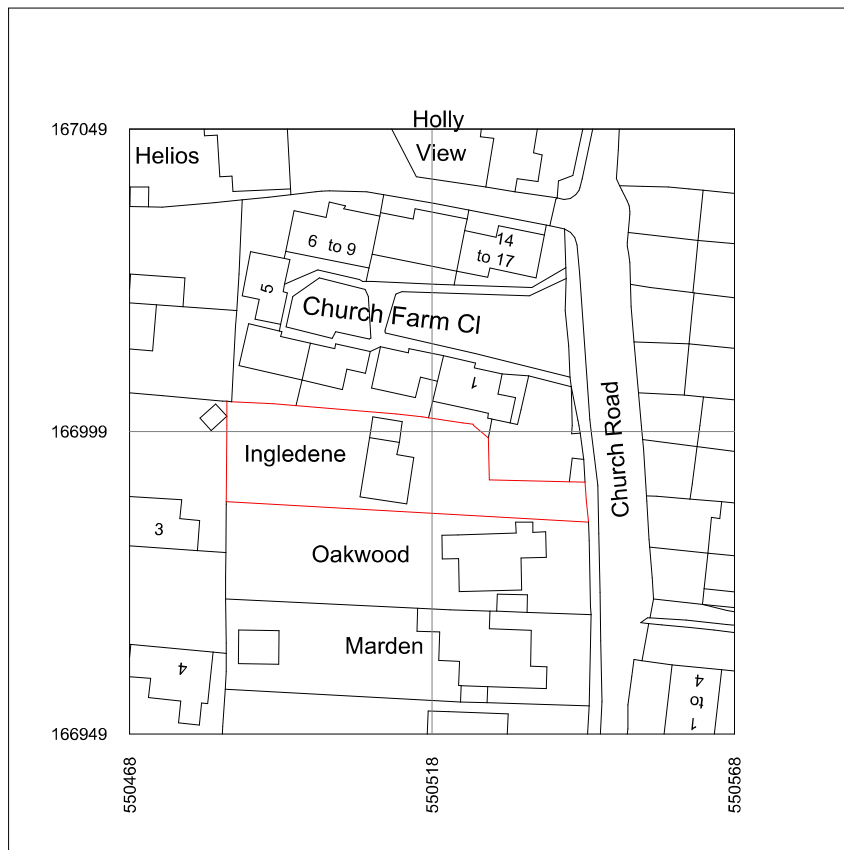 Holly
View
167049
Helios
6 to 9
14
to 17
5
Church Farm Cl
1
166999
Ingledene
Church Road
3
Oakwood
Marden
4
1
to
4
166949
550468
550518
550568